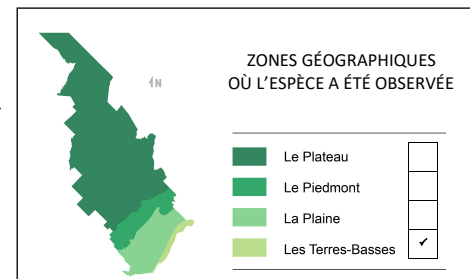 ZONES GÉOGRAPHIQUES
OÙ L'ESPÈCE A ÉTÉ OBSERVÉE
N
Le Plateau
Le Piedmont
La Plaine
Les Terres-Basses ✓